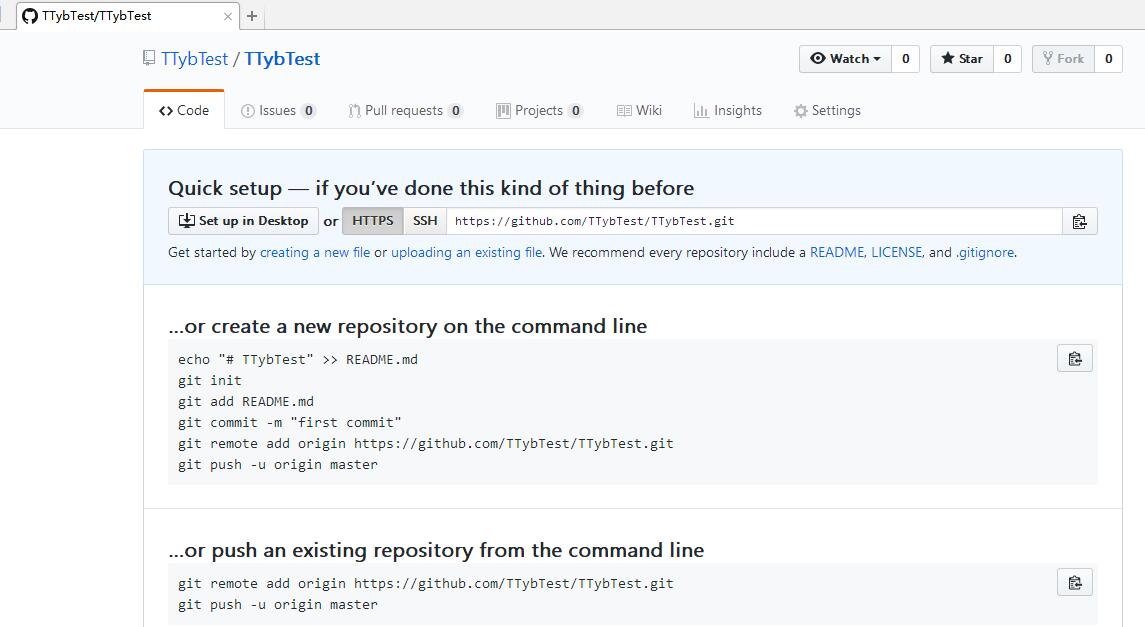 TTybTest/TTybTest
TTybTest / TTybTest
Watch 0 Star 0 Fork 0
Code Issues 0 Pull requests 0 Projects 0 Wiki Insights Settings
Quick setup — if you’ve done this kind of thing before
Set up in Desktop or HTTPS SSH https://github.com/TTybTest/TTybTest.git
Get started by creating a new file or uploading an existing file. We recommend every repository include a README, LICENSE, and .gitignore.
…or create a new repository on the command line
echo "# TTybTest" >> README.md
git init
git add README.md
git commit -m "first commit"
git remote add origin https://github.com/TTybTest/TTybTest.git
git push -u origin master
…or push an existing repository from the command line
git remote add origin https://github.com/TTybTest/TTybTest.git
git push -u origin master